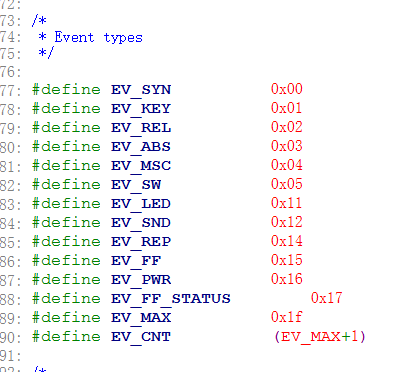 72:
73: /*
74:  * Event types
75:  */
76:
77: #define EV_SYN 0x00
78: #define EV_KEY 0x01
79: #define EV_REL 0x02
80: #define EV_ABS 0x03
81: #define EV_MSC 0x04
82: #define EV_SW 0x05
83: #define EV_LED 0x11
84: #define EV_SND 0x12
85: #define EV_REP 0x14
86: #define EV_FF 0x15
87: #define EV_PWR 0x16
88: #define EV_FF_STATUS 0x17
89: #define EV_MAX 0x1f
90: #define EV_CNT (EV_MAX+1)
91:
92: /*